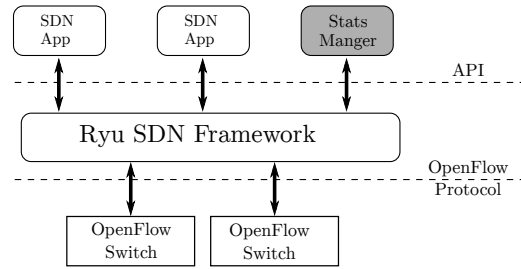 SDN
App
SDN
App
Stats
Manger
API
Ryu SDN Framework
OpenFlow
Protocol
OpenFlow
Switch
OpenFlow
Switch